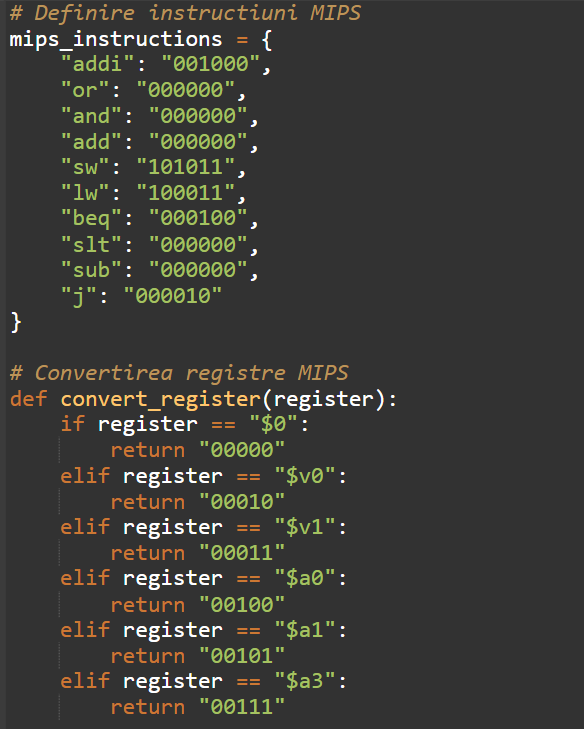 # Definire instructiuni MIPS
mips_instructions = {
    "addi": "001000",
    "or": "000000",
    "and": "000000",
    "add": "000000",
    "sw": "101011",
    "lw": "100011",
    "beq": "000100",
    "slt": "000000",
    "sub": "000000",
    "j": "000010"
}

# Convertirea registre MIPS
def convert_register(register):
    if register == "$0":
        return "00000"
    elif register == "$v0":
        return "00010"
    elif register == "$v1":
        return "00011"
    elif register == "$a0":
        return "00100"
    elif register == "$a1":
        return "00101"
    elif register == "$a3":
        return "00111"